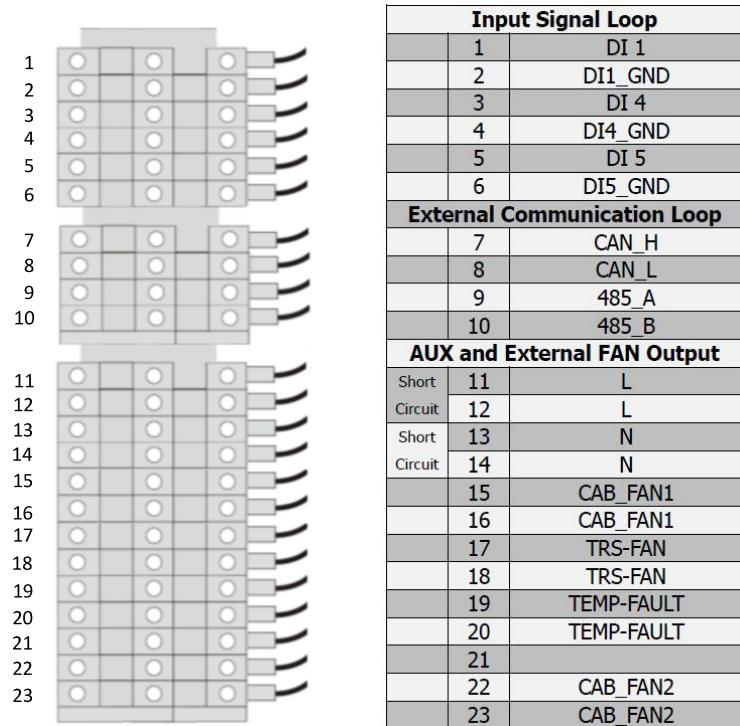 1
2
3
4
5
6
7
8
9
10
11
12
13
14
15
16
17
18
19
20
21
22
23
Input Signal Loop
1 DI 1
2 DI1_GND
3 DI 4
4 DI4_GND
5 DI 5
6 DI5_GND
External Communication Loop
7 CAN_H
8 CAN_L
9 485_A
10 485_B
AUX and External FAN Output
Short 11 L
Circuit 12 L
Short 13 N
Circuit 14 N
15 CAB_FAN1
16 CAB_FAN1
17 TRS-FAN
18 TRS-FAN
19 TEMP-FAULT
20 TEMP-FAULT
21
22 CAB_FAN2
23 CAB_FAN2